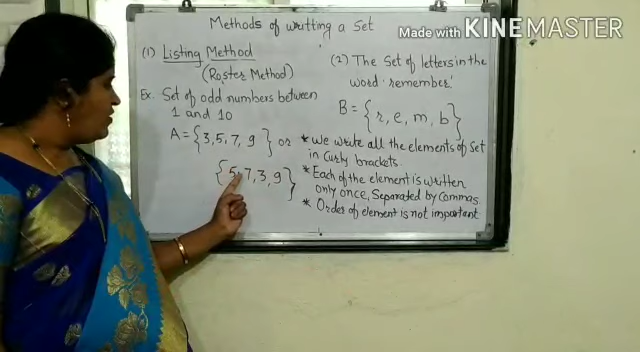 Methods of writting a Set
Made with KINEMASTER
(1) Listing Method
(Roster Method)
Ex. Set of odd numbers between
1 and 10
A = {3, 5, 7, 9} or
{5, 7, 3, 9}
(2) The Set of letters in the
word 'remember'
B = {r, e, m, b}
* We write all the elements of Set
in Curly brackets.
* Each of the element is written
only once, Separated by Commas.
* Order of element is not important